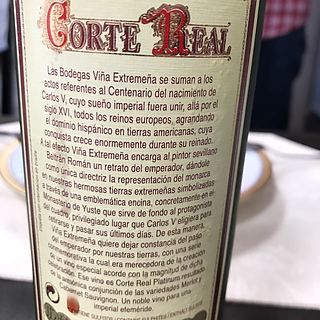 CORTE REAL
Las Bodegas Viña Extremeña se suman a los
actos referentes al Centenario del nacimiento de
Carlos V, cuyo sueño imperial fuera unir, allá por el
siglo XVI, todos los reinos europeos, agrandando
el dominio hispánico en tierras americanas, cuya
conquista crece enormemente durante su reinado.
A tal efecto Viña Extremeña encarga al pintor sevillano
Beltrán Román un retrato del emperador, dándole
como única directriz la representación del monarca
en nuestras hermosas tierras extremeñas simbolizadas
a través de una emblemática encina, concretamente en el
Monasterio de Yuste que sirve de fondo al protagonista
del cuadro, privilegiado lugar que Carlos V eligiera para
retirarse y pasar sus últimos días. De esta manera,
Viña Extremeña quiere dejar constancia del paso
del emperador por nuestras tierras, con una serie
conmemorativa la cual era merecedora de la creación
de un vino especial acorde con la magnitud de dicha
creación. Ese vino es Corte Real Platinum resultado
de la armónica conjunción de las variedades Merlot y
Cabernet Sauvignon. Un noble vino para una
imperial efeméride.